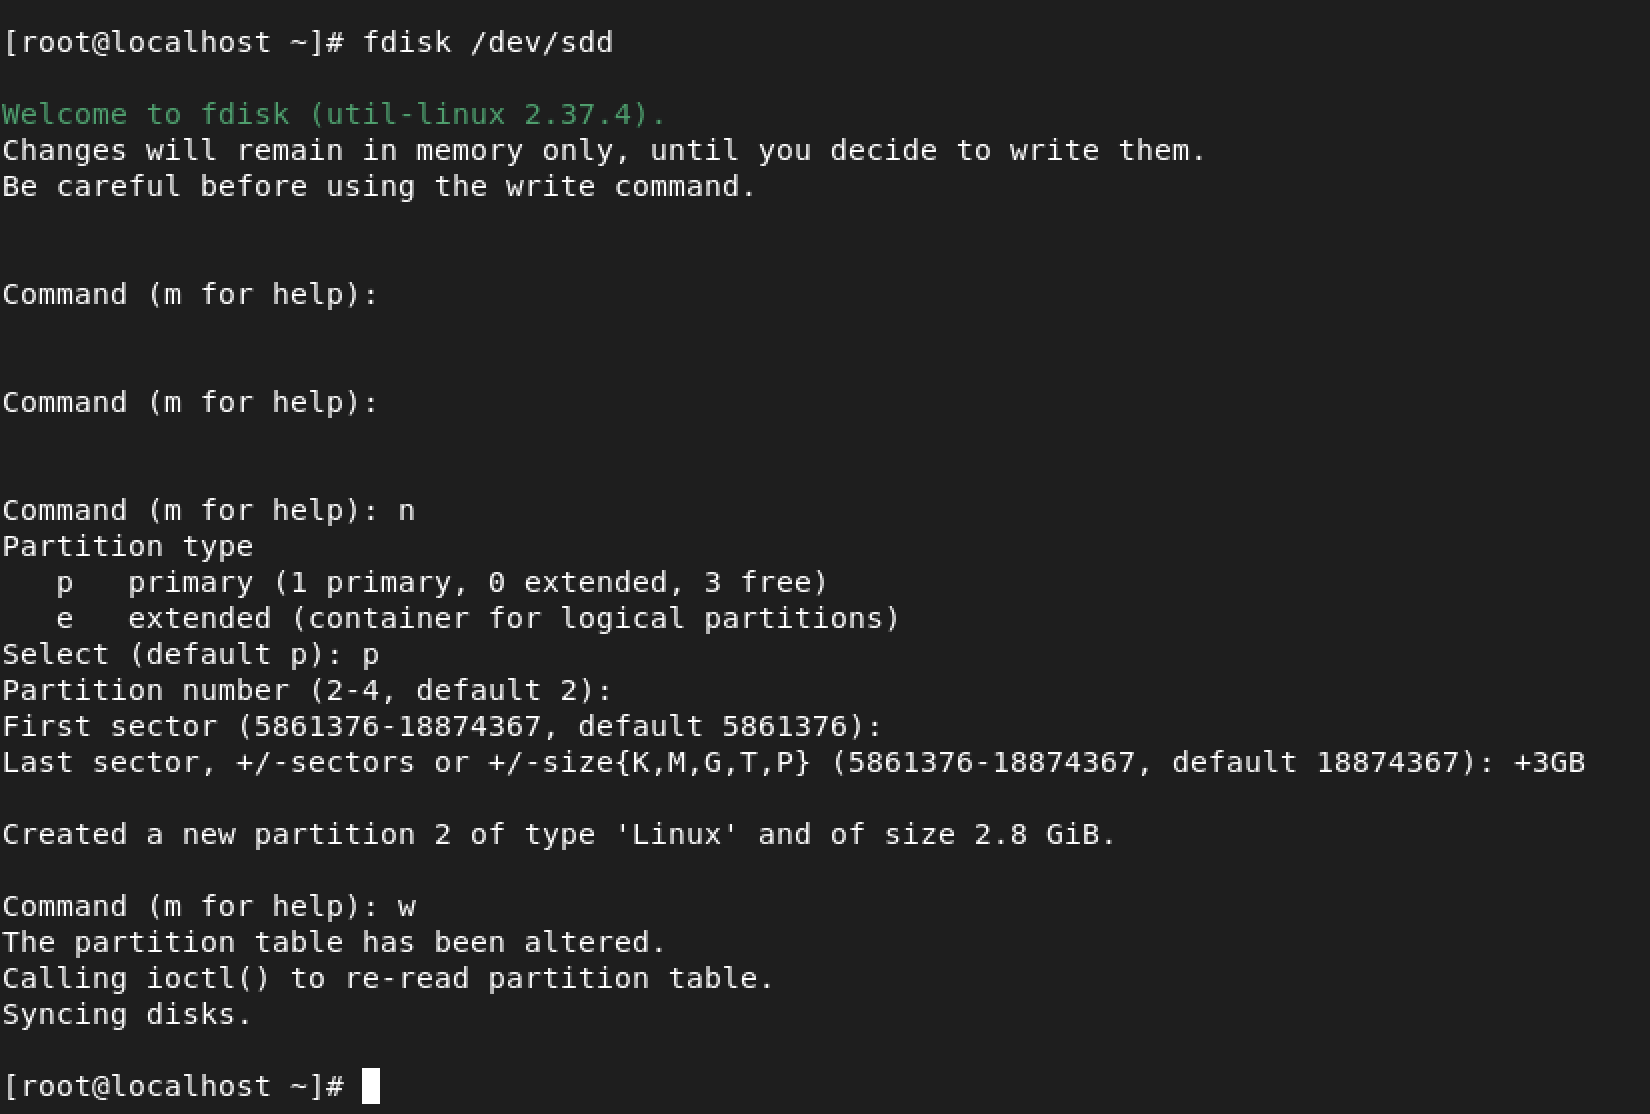 [root@localhost ~]# fdisk /dev/sdd
Welcome to fdisk (util-linux 2.37.4).
Changes will remain in memory only, until you decide to write them.
Be careful before using the write command.
Command (m for help):
Command (m for help):
Command (m for help): n
Partition type
   p   primary (1 primary, 0 extended, 3 free)
   e   extended (container for logical partitions)
Select (default p): p
Partition number (2-4, default 2):
First sector (5861376-18874367, default 5861376):
Last sector, +/-sectors or +/-size{K,M,G,T,P} (5861376-18874367, default 18874367): +3GB
Created a new partition 2 of type 'Linux' and of size 2.8 GiB.
Command (m for help): w
The partition table has been altered.
Calling ioctl() to re-read partition table.
Syncing disks.
[root@localhost ~]#